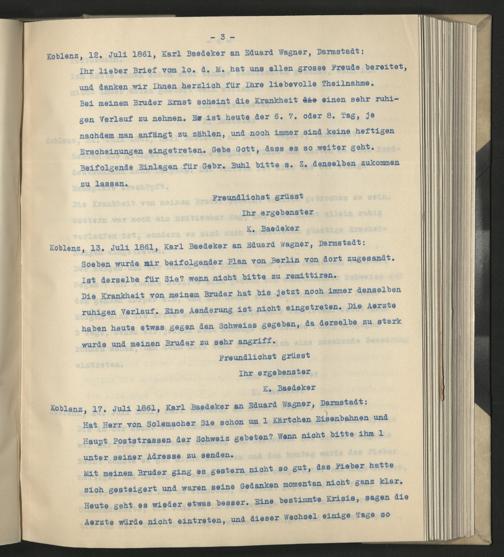 - 3 -
Koblenz, 12. Juli 1861, Karl Baedeker an Eduard Wagner, Darmstadt:
Ihr lieber Brief vom 1o. d. M. hat uns allen grosse Freude bereitet,
und danken wir Ihnen herzlich für Ihre liebevolle Theilnahme.
Bei meinem Bruder Ernst scheint die Krankheit die einen sehr ruhi-
gen Verlauf zu nehmen. Es ist heute der 6. 7. oder 8. Tag, je
nachdem man anfängt zu zählen, und noch immer sind keine heftigen
Erscheinungen eingetreten. Gebe Gott, dass es so weiter geht.
Beifolgende Einlagen für Gebr. Buhl bitte s. Z. denselben zukommen
zu lassen.
Freundlichst grüsst
Ihr ergebenster
K. Baedeker
Koblenz, 13. Juli 1861, Karl Baedeker an Eduard Wagner, Darmstadt:
Soeben wurde mir beifolgender Plan von Berlin von dort zugesandt.
Ist derselbe für Sie? wenn nicht bitte zu remittiren.
Die Krankheit von meinem Bruder hat bis jetzt noch immer denselben
ruhigen Verlauf. Eine Aenderung ist nicht eingetreten. Die Aerzte
haben heute etwas gegen den Schweiss gegeben, da derselbe zu stark
wurde und meinen Bruder zu sehr angriff.
Freundlichst grüsst
Ihr ergebenster
K. Baedeker
Koblenz, 17. Juli 1861, Karl Baedeker an Eduard Wagner, Darmstadt:
Hat Herr von Solemacher Sie schon um 1 Kärtchen Eisenbahnen und
Haupt Poststrassen der Schweiz gebeten? Wenn nicht bitte ihm 1
unter seiner Adresse zu senden.
Mit meinem Bruder ging es gestern nicht so gut, das Fieber hatte
sich gesteigert und waren seine Gedanken momentan nicht ganz klar.
Heute geht es wieder etwas besser. Eine bestimmte Krisis, sagen die
Aerzte würde nicht eintreten, und dieser Wechsel einige Tage so